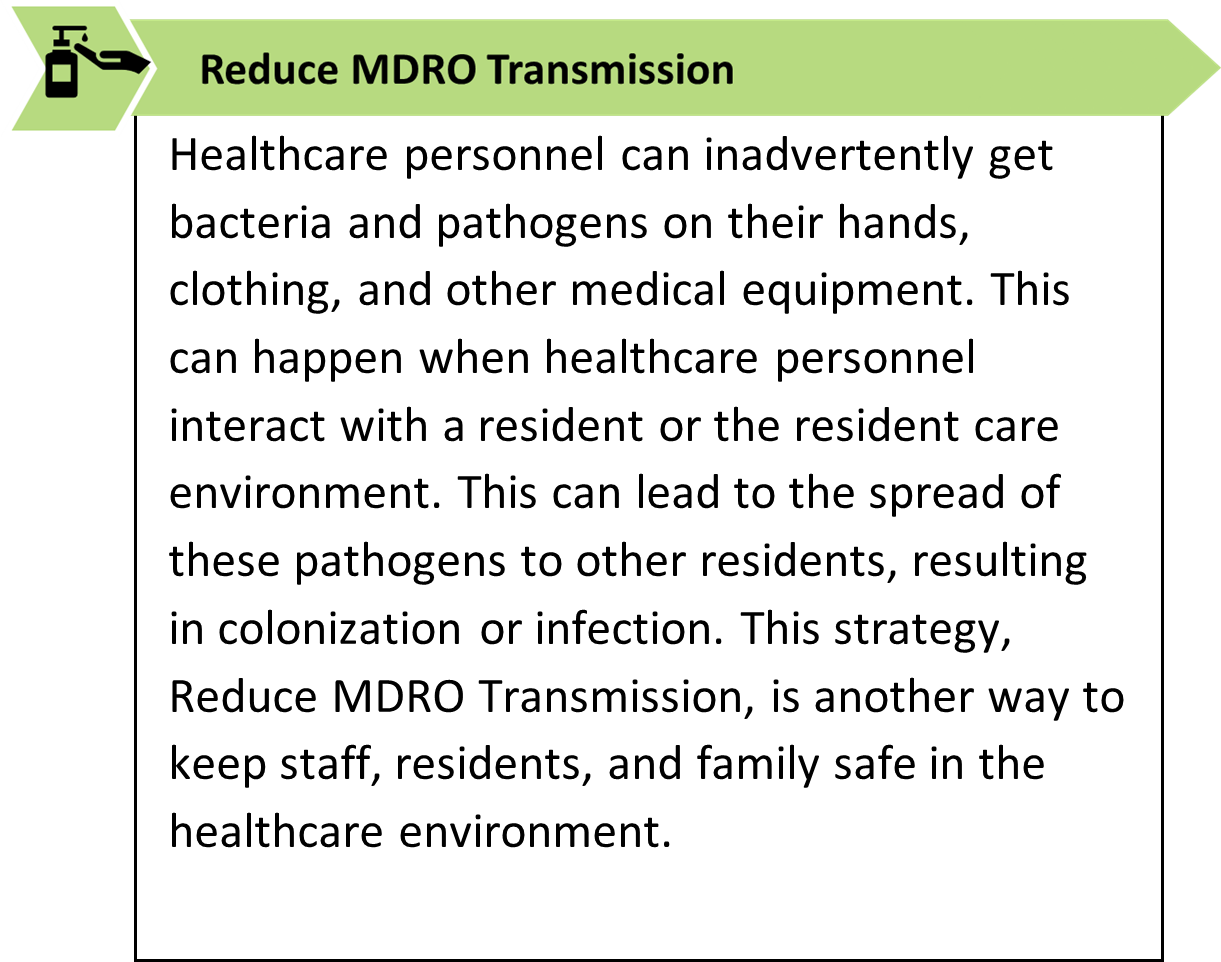 Reduce MDRO Transmission
Healthcare personnel can inadvertently get
bacteria and pathogens on their hands,
clothing, and other medical equipment. This
can happen when healthcare personnel
interact with a resident or the resident care
environment. This can lead to the spread of
these pathogens to other residents, resulting
in colonization or infection. This strategy,
Reduce MDRO Transmission, is another way to
keep staff, residents, and family safe in the
healthcare environment.